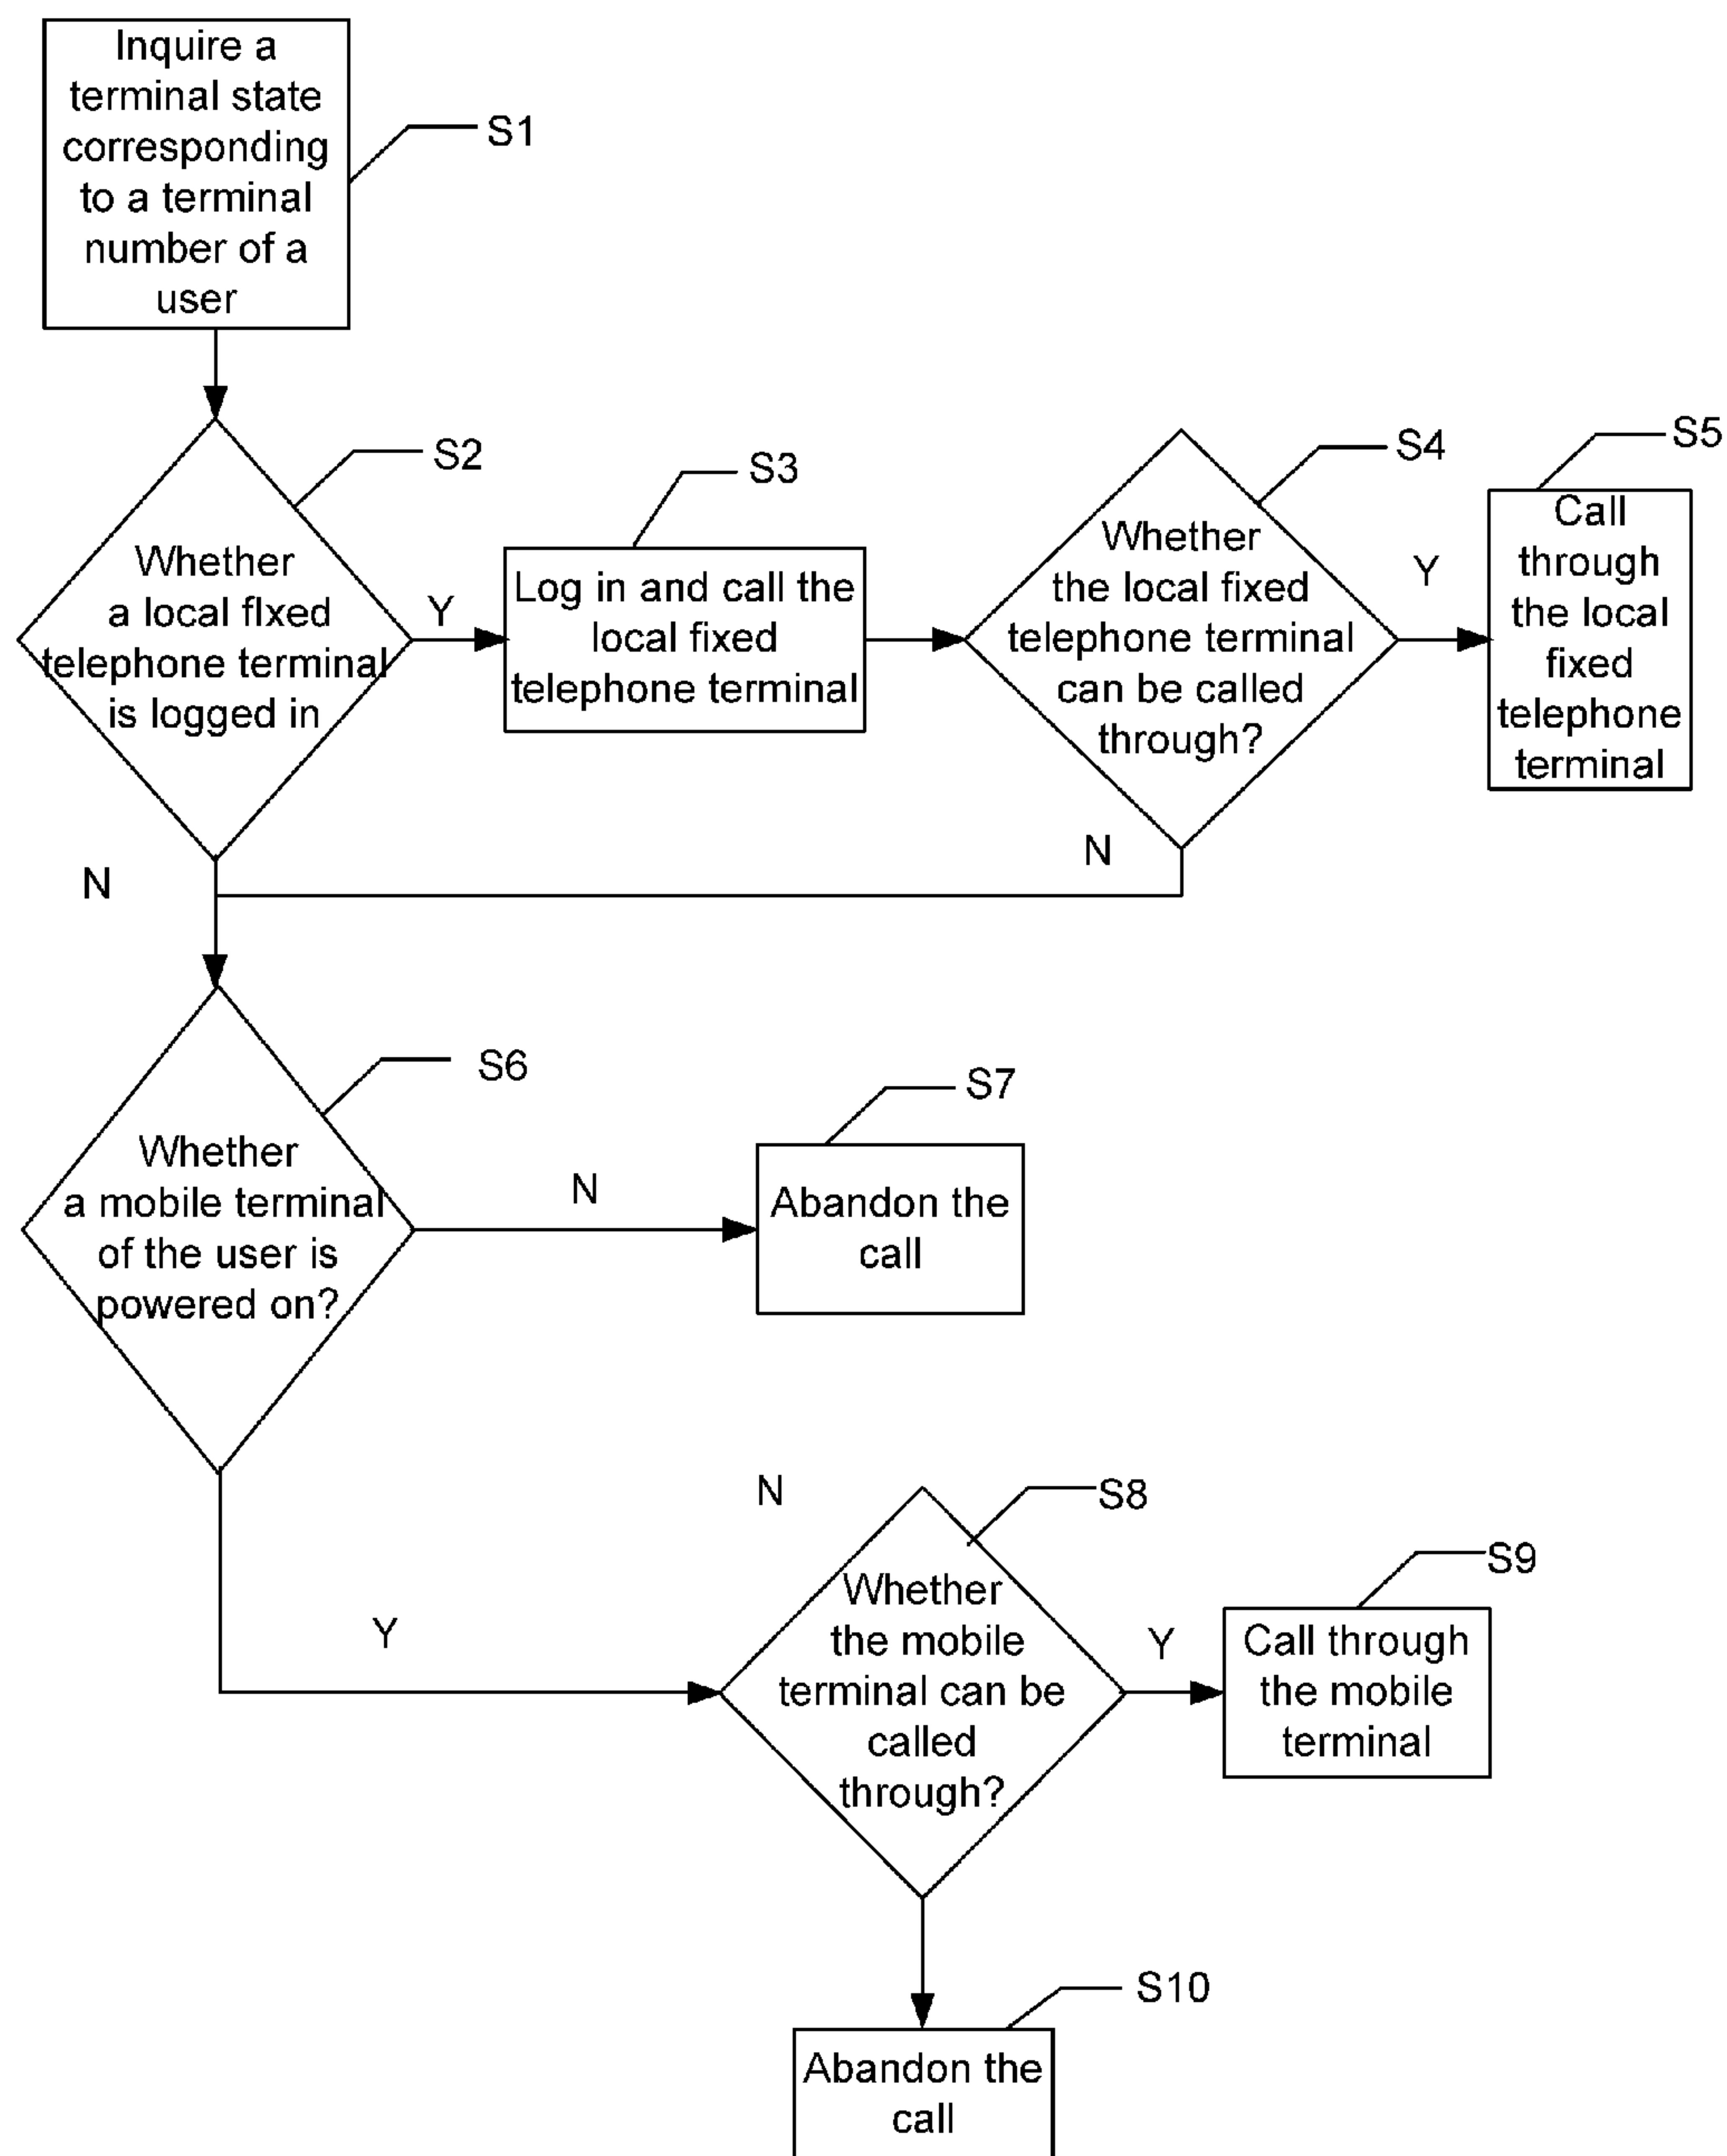 Inquire a
terminal state
corresponding
to a terminal
number of a
user
S1
S2
Whether
a local fIxed
telephone terminal
is logged in
Y
N
S3
Log in and call the
local fixed
telephone terminal
S4
Whether
the local fixed
telephone terminal
can be called
through?
Y
N
S5
Call
through
the local
fixed
telephone
terminal
S6
Whether
a mobile terminal
of the user is
powered on?
N
Y
S7
Abandon the
call
N
S8
Whether
the mobile
terminal can be
called
through?
Y
S9
Call through
the mobile
terminal
S10
Abandon the
call